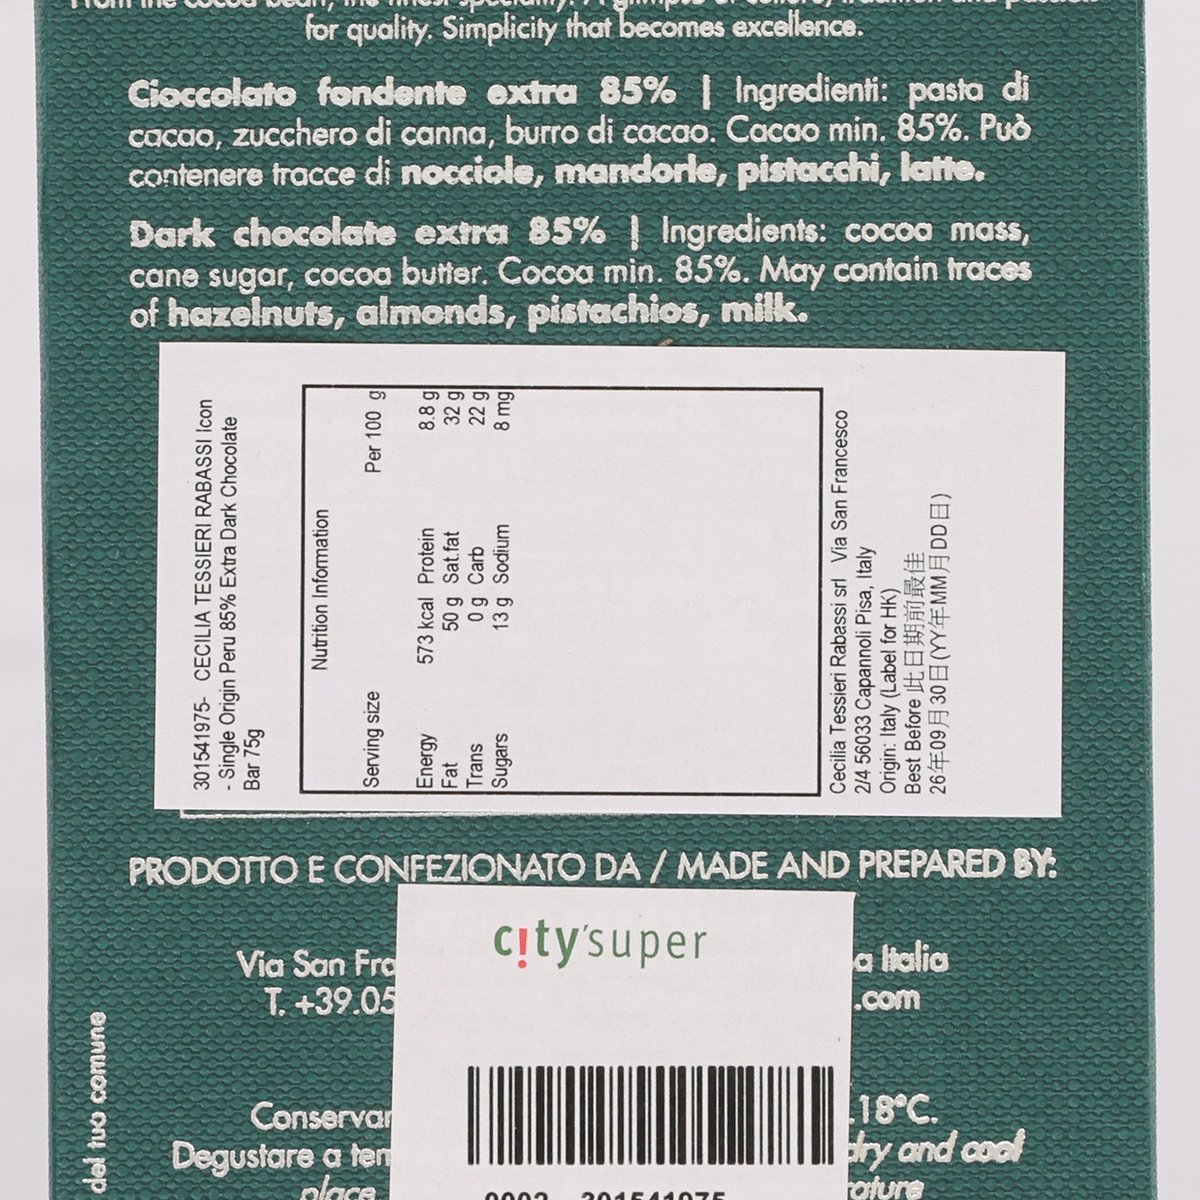 for quality. Simplicity that becomes excellence.
Cioccolato fondente extra 85% | Ingredienti: pasta di
cacao, zucchero di canna, burro di cacao. Cacao min. 85%. Può
contenere tracce di nocciole, mandorle, pistacchi, latte.
Dark chocolate extra 85% | Ingredients: cocoa mass,
cane sugar, cocoa butter. Cocoa min. 85%. May contain traces
of hazelnuts, almonds, pistachios, milk.
301541975- CECILIA TESSIERI RABASSI Icon
- Single Origin Peru 85% Extra Dark Chocolate
Bar 75g
Nutrition Information
Serving size Per 100 g
Energy 573 kcal Protein 8.8 g
Fat 50 g Sat.fat 32 g
Trans 0 g Carb 22 g
Sugars 13 g Sodium 8 mg
Cecilia Tessieri Rabassi srl Via San Francesco
2/4 56033 Capannoli Pisa, Italy
Origin: Italy (Label for HK)
Best Before 此日期前最佳
26年09月30日(YY年MM月DD日)
PRODOTTO E CONFEZIONATO DA / MADE AND PREPARED BY:
city'super
Via San Fra a Italia
T. +39.05 .com
del tuo comune
Conservar .18°C.
Degustare a tem dry and cool
place rature
0002 301541975